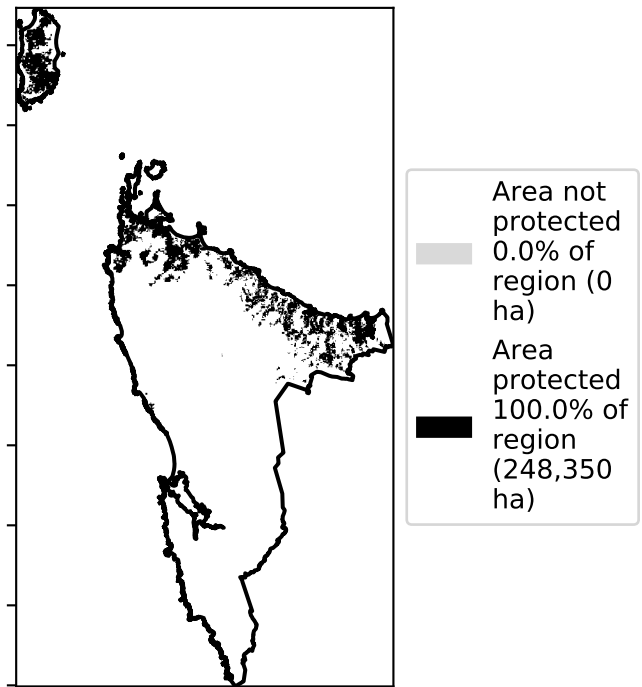 Area not
protected
0.0% of
region (0
ha)
Area
protected
100.0% of
region
(248,350
ha)